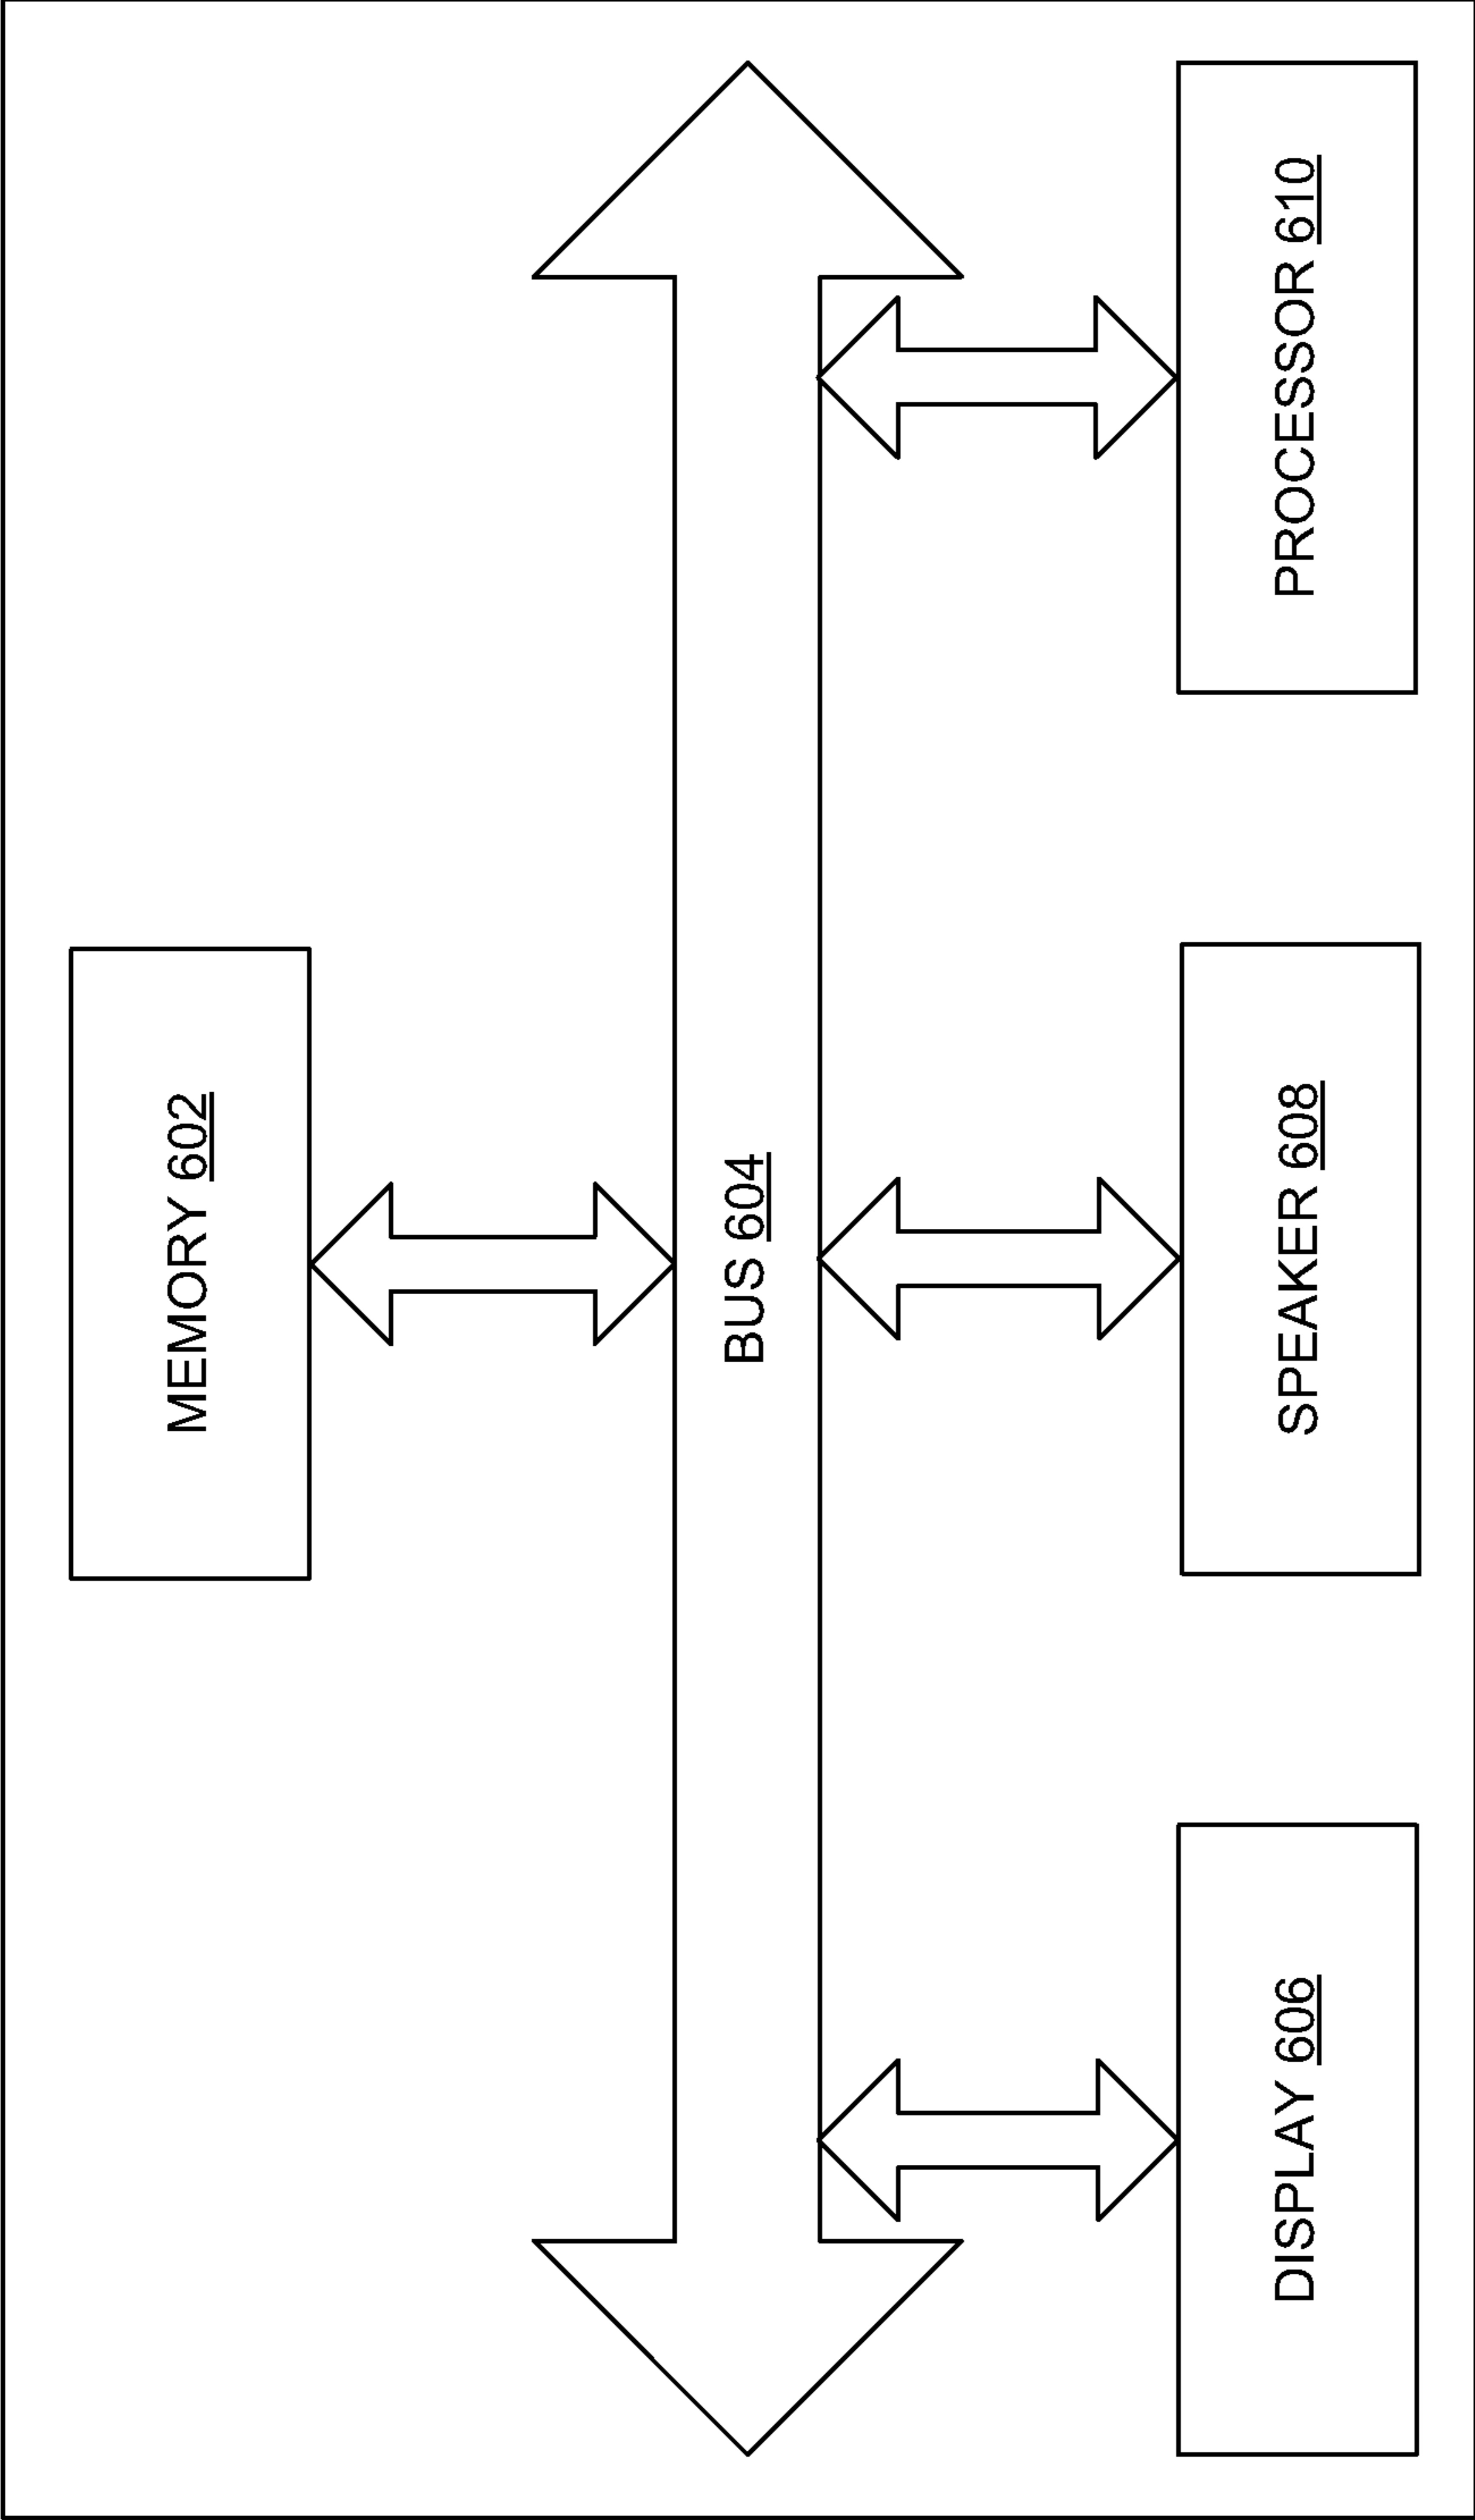 MEMORY 602
BUS 604
DISPLAY 606
SPEAKER 608
PROCESSOR 610